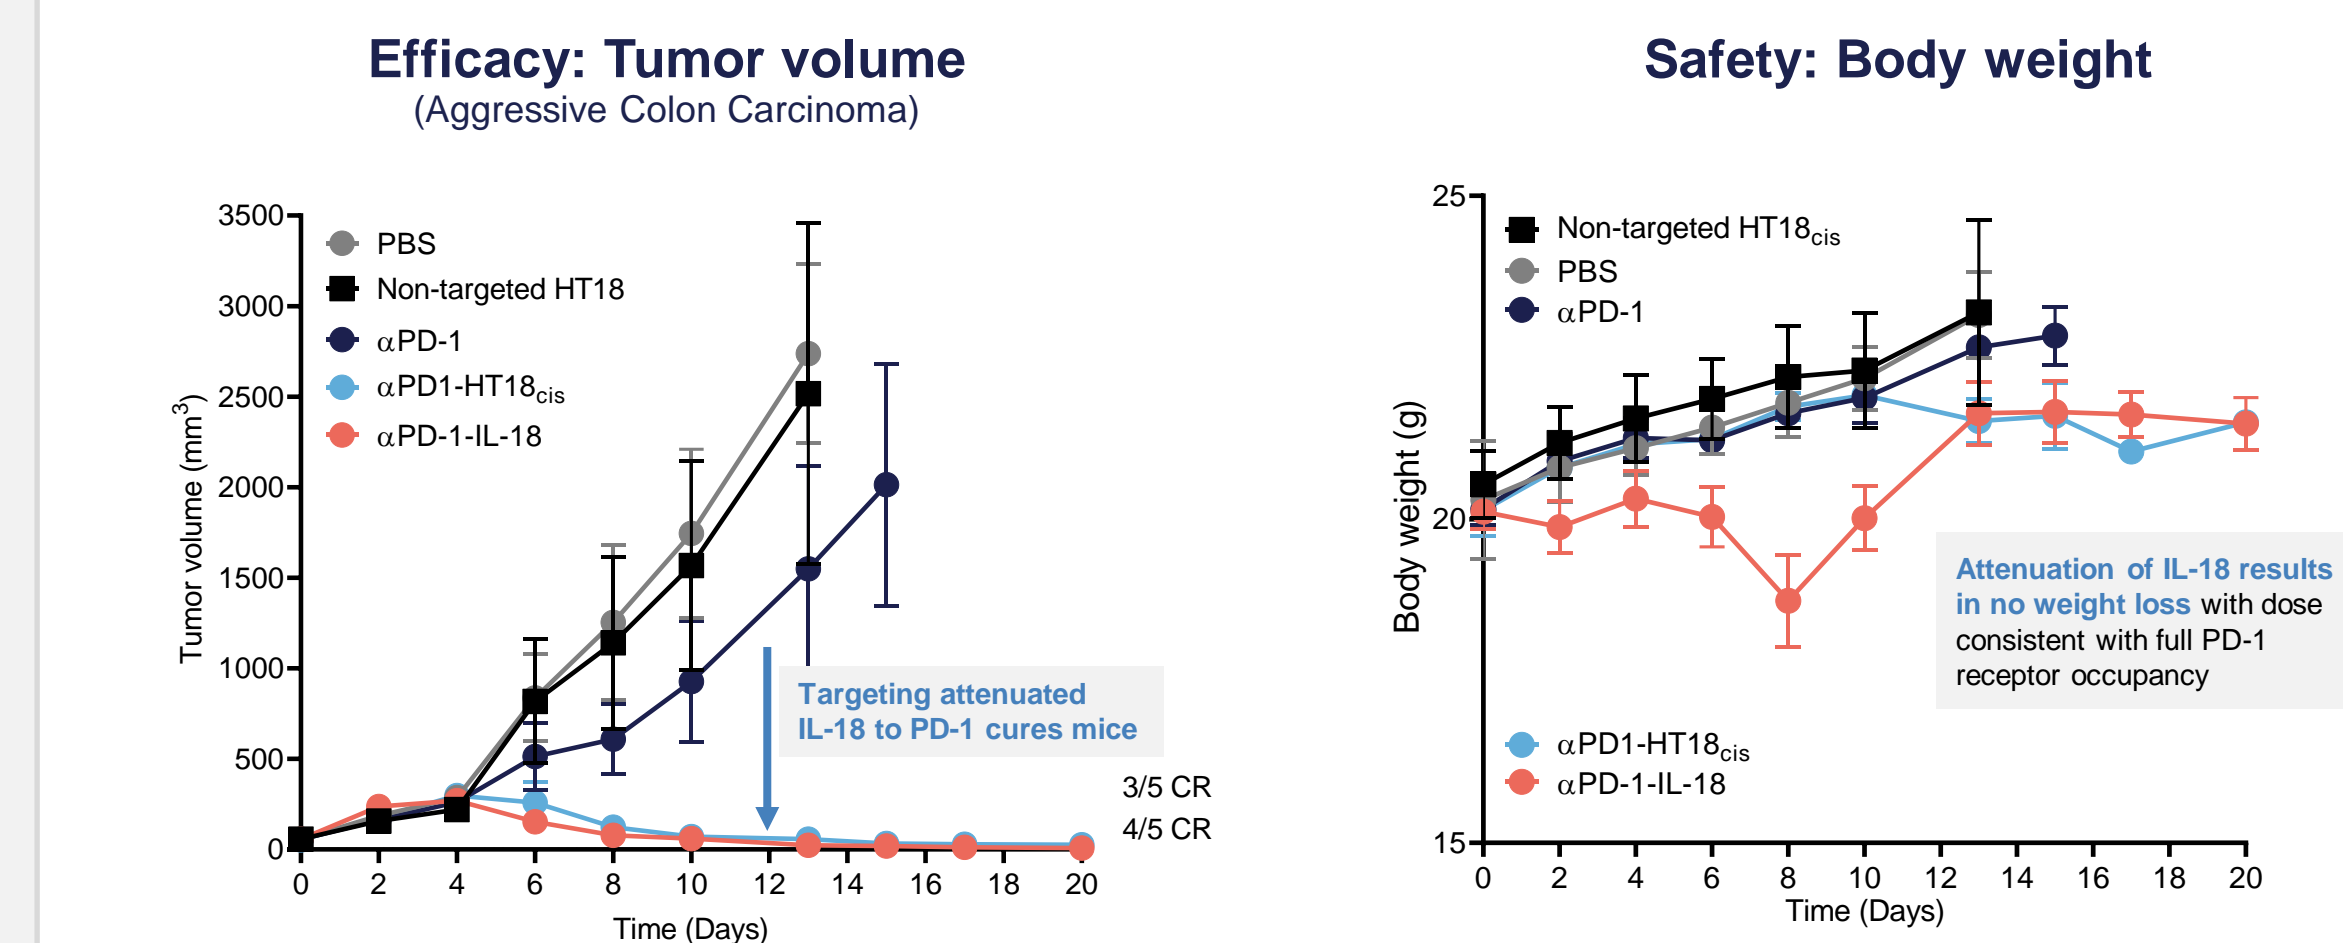 Efficacy: Tumor volume
(Aggressive Colon Carcinoma)
3500
3000
2500
2000
1500
1000
500
0
Tumor volume (mm³)
PBS
Non-targeted HT18
αPD-1
αPD1-HT18cis
αPD-1-IL-18
Targeting attenuated
IL-18 to PD-1 cures mice
3/5 CR
4/5 CR
0 2 4 6 8 10 12 14 16 18 20
Time (Days)
Safety: Body weight
25
20
15
Body weight (g)
Non-targeted HT18cis
PBS
αPD-1
Attenuation of IL-18 results
in no weight loss with dose
consistent with full PD-1
receptor occupancy
αPD1-HT18cis
αPD-1-IL-18
0 2 4 6 8 10 12 14 16 18 20
Time (Days)